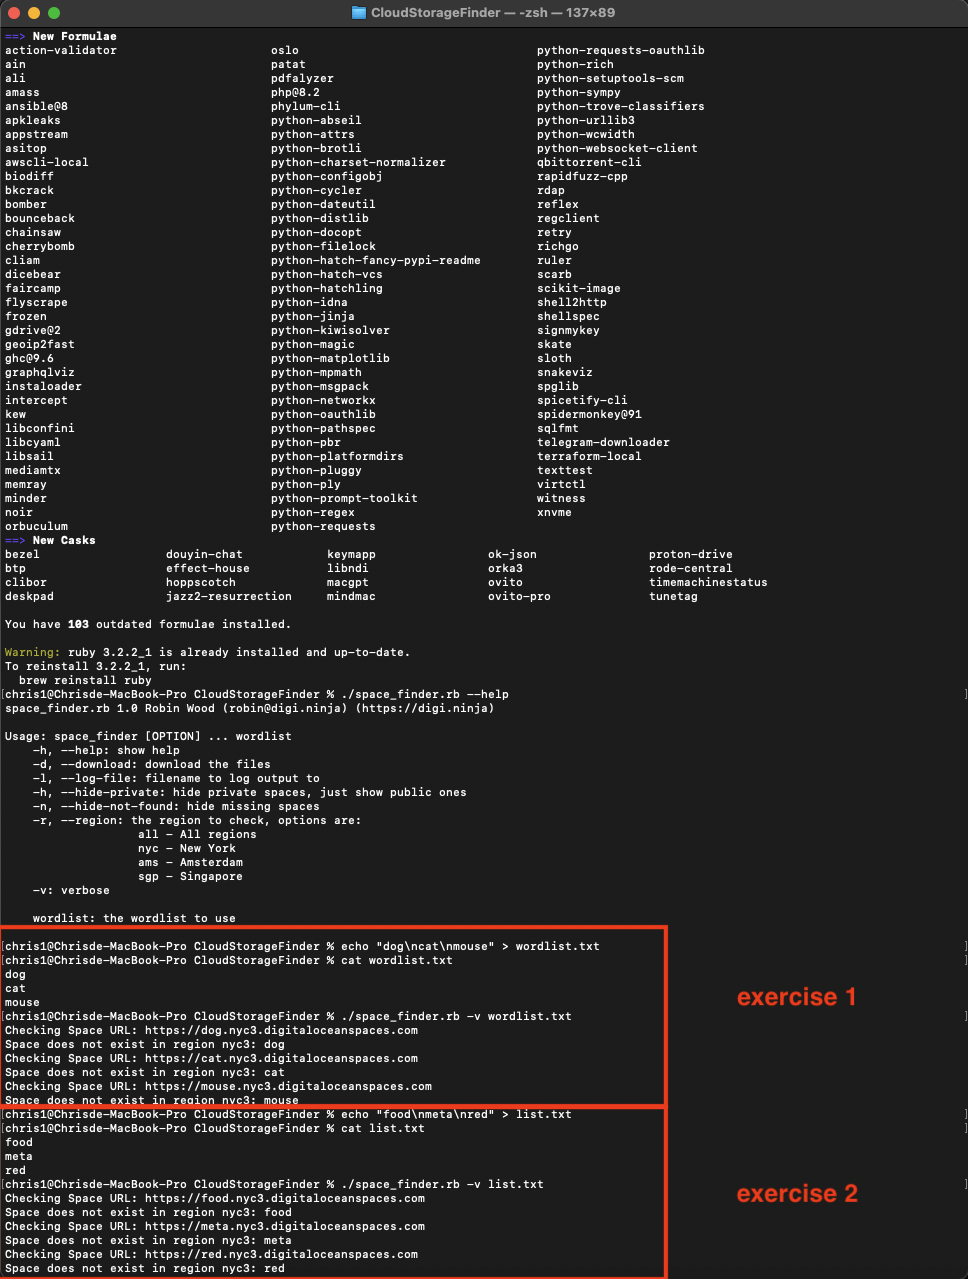 CloudStorageFinder — -zsh — 137×89
==> New Formulae
action-validator oslo python-requests-oauthlib
ain patat python-rich
ali pdfalyzer python-setuptools-scm
amass php@8.2 python-sympy
ansible@8 phylum-cli python-trove-classifiers
apkleaks python-abseil python-urllib3
appstream python-attrs python-wcwidth
asitop python-brotli python-websocket-client
awscli-local python-charset-normalizer qbittorrent-cli
biodiff python-configobj rapidfuzz-cpp
bkcrack python-cycler rdap
bomber python-dateutil reflex
bounceback python-distlib regclient
chainsaw python-docopt retry
cherrybomb python-filelock richgo
cliam python-hatch-fancy-pypi-readme ruler
dicebear python-hatch-vcs scarb
faircamp python-hatchling scikit-image
flyscrape python-idna shell2http
frozen python-jinja shellspec
gdrive@2 python-kiwisolver signmykey
geoip2fast python-magic skate
ghc@9.6 python-matplotlib sloth
graphqlviz python-mpmath snakeviz
instaloader python-msgpack spglib
intercept python-networkx spicetify-cli
kew python-oauthlib spidermonkey@91
libconfini python-pathspec sqlfmt
libcyaml python-pbr telegram-downloader
libsail python-platformdirs terraform-local
mediamtx python-pluggy texttest
memray python-ply virtctl
minder python-prompt-toolkit witness
noir python-regex xnvme
orbuculum python-requests
==> New Casks
bezel douyin-chat keymapp ok-json proton-drive
btp effect-house libndi orka3 rode-central
clibor hoppscotch macgpt ovito timemachinestatus
deskpad jazz2-resurrection mindmac ovito-pro tunetag
You have 103 outdated formulae installed.
Warning: ruby 3.2.2_1 is already installed and up-to-date.
To reinstall 3.2.2_1, run:
brew reinstall ruby
[chris1@Chrisde-MacBook-Pro CloudStorageFinder % ./space_finder.rb --help ]
space_finder.rb 1.0 Robin Wood (robin@digi.ninja) (https://digi.ninja)
Usage: space_finder [OPTION] ... wordlist
-h, --help: show help
-d, --download: download the files
-l, --log-file: filename to log output to
-h, --hide-private: hide private spaces, just show public ones
-n, --hide-not-found: hide missing spaces
-r, --region: the region to check, options are:
all - All regions
nyc - New York
ams - Amsterdam
sgp - Singapore
-v: verbose
wordlist: the wordlist to use
[chris1@Chrisde-MacBook-Pro CloudStorageFinder % echo "dog\ncat\nmouse" > wordlist.txt ]
[chris1@Chrisde-MacBook-Pro CloudStorageFinder % cat wordlist.txt ]
dog
cat
mouse
exercise 1
[chris1@Chrisde-MacBook-Pro CloudStorageFinder % ./space_finder.rb -v wordlist.txt ]
Checking Space URL: https://dog.nyc3.digitaloceanspaces.com
Space does not exist in region nyc3: dog
Checking Space URL: https://cat.nyc3.digitaloceanspaces.com
Space does not exist in region nyc3: cat
Checking Space URL: https://mouse.nyc3.digitaloceanspaces.com
Space does not exist in region nyc3: mouse
[chris1@Chrisde-MacBook-Pro CloudStorageFinder % echo "food\nmeta\nred" > list.txt ]
[chris1@Chrisde-MacBook-Pro CloudStorageFinder % cat list.txt ]
food
meta
red
[chris1@Chrisde-MacBook-Pro CloudStorageFinder % ./space_finder.rb -v list.txt ]
exercise 2
Checking Space URL: https://food.nyc3.digitaloceanspaces.com
Space does not exist in region nyc3: food
Checking Space URL: https://meta.nyc3.digitaloceanspaces.com
Space does not exist in region nyc3: meta
Checking Space URL: https://red.nyc3.digitaloceanspaces.com
Space does not exist in region nyc3: red